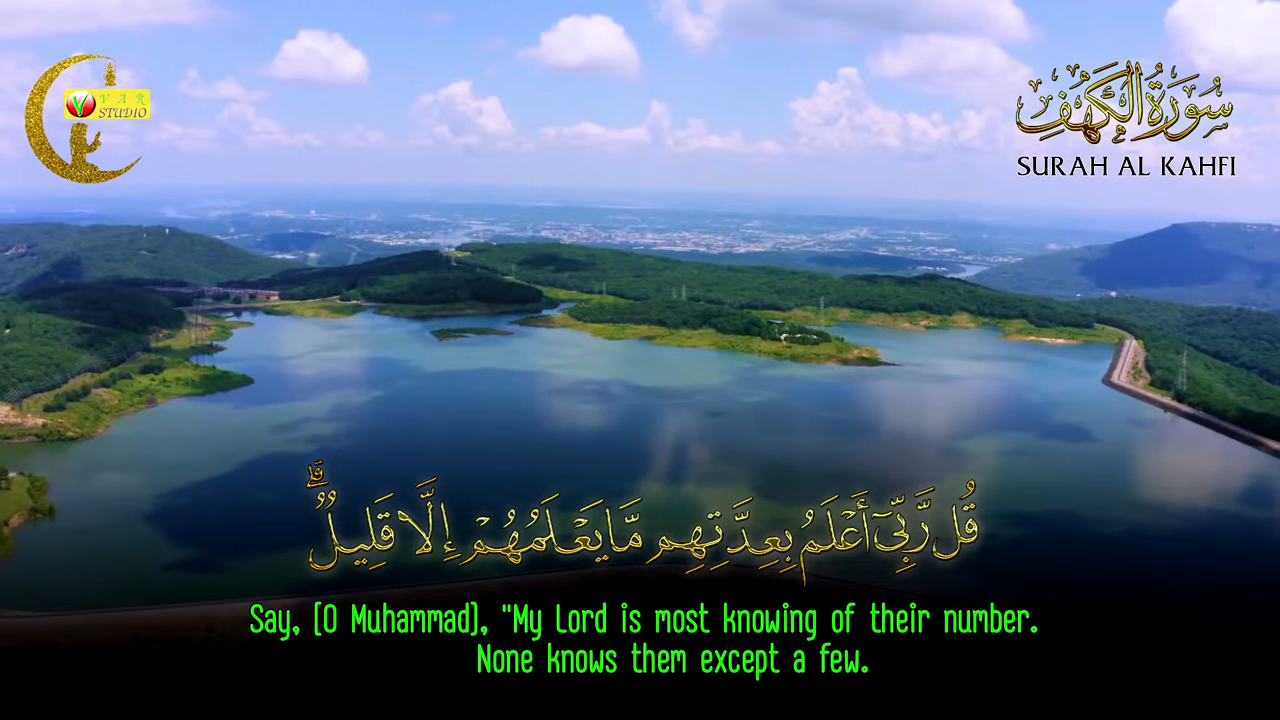 V A R
STUDIO
سُورَةُ الْكَهْفِ
SURAH AL KAHFI
قُل رَّبِّىٓ أَعْلَمُ بِعِدَّتِهِم مَّا يَعْلَمُهُمْ إِلَّا قَلِيلٌ ۗ
Say, [O Muhammad], "My Lord is most knowing of their number.
None knows them except a few.